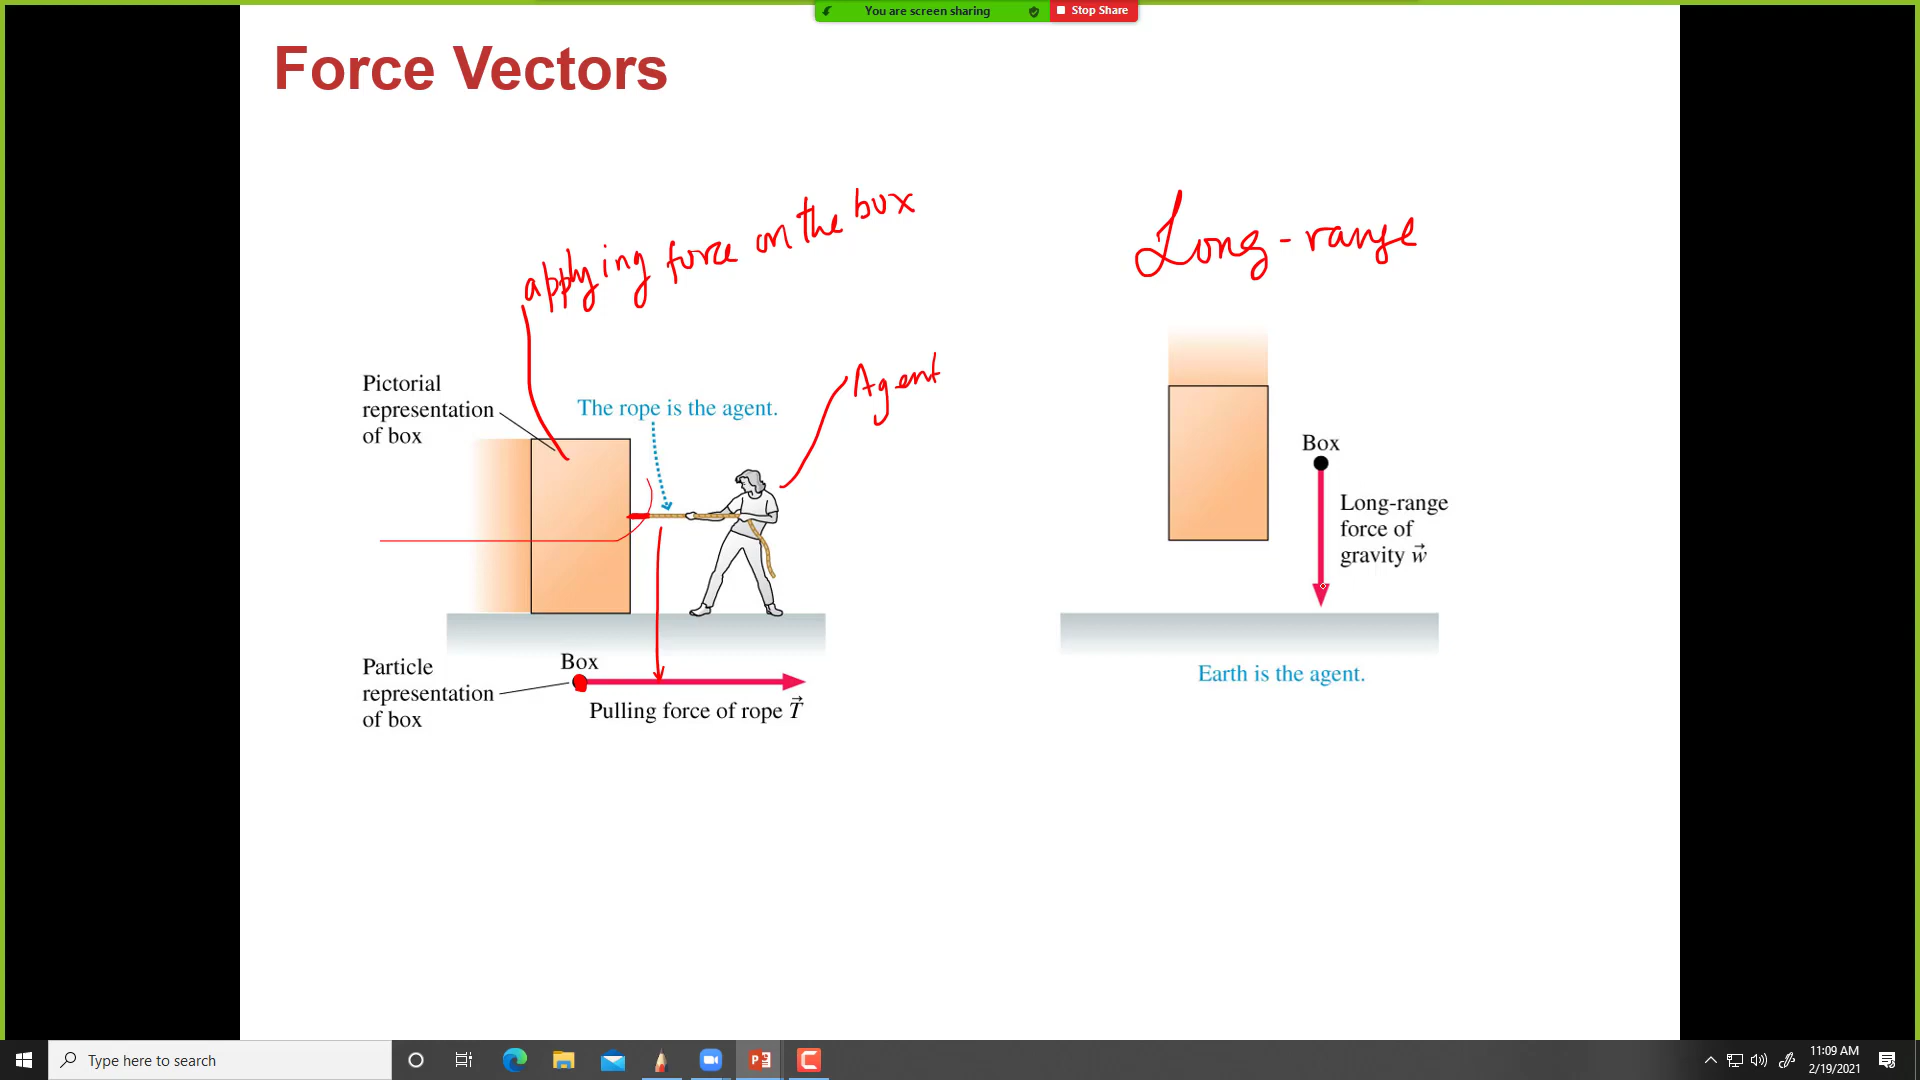 You are screen sharing
Stop Share
Force Vectors
applying force on the box
Long-range
Agent
Pictorial
representation
of box
The rope is the agent.
Box
Long-range
force of
gravity w⃗
Particle
representation
of box
Box
Pulling force of rope T⃗
Earth is the agent.
Type here to search
11:09 AM
2/19/2021